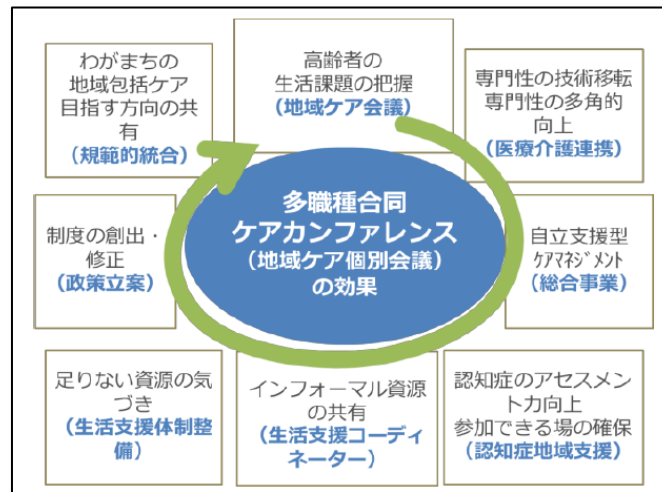 わがまちの
地域包括ケア
目指す方向の共
有
（規範的統合）
高齢者の
生活課題の把握
（地域ケア会議）
専門性の技術移転
専門性の多角的
向上
（医療介護連携）
制度の創出・
修正
（政策立案）
多職種合同
ケアカンファレンス
（地域ケア個別会議）
の効果
自立支援型
ｹｱﾏﾈｼﾞﾒﾝﾄ
（総合事業）
足りない資源の気
づき
（生活支援体制整
備）
インフォーマル資源
の共有
（生活支援コーディ
ネーター）
認知症のアセスメン
ト力向上
参加できる場の確保
（認知症地域支援）